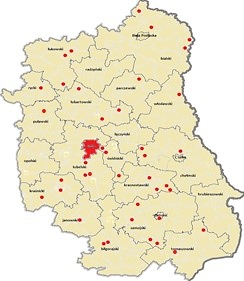 łukowski
Biała Podlaska
bialski
radzyński
rycki
lubartowski
parczewski
włodawski
puławski
łęczyński
Chełm
opolski
lubelski
świdnicki
chełmski
kraśnicki
krasnostawski
hrubieszowski
janowski
zamojski
biłgorajski
tomaszowski